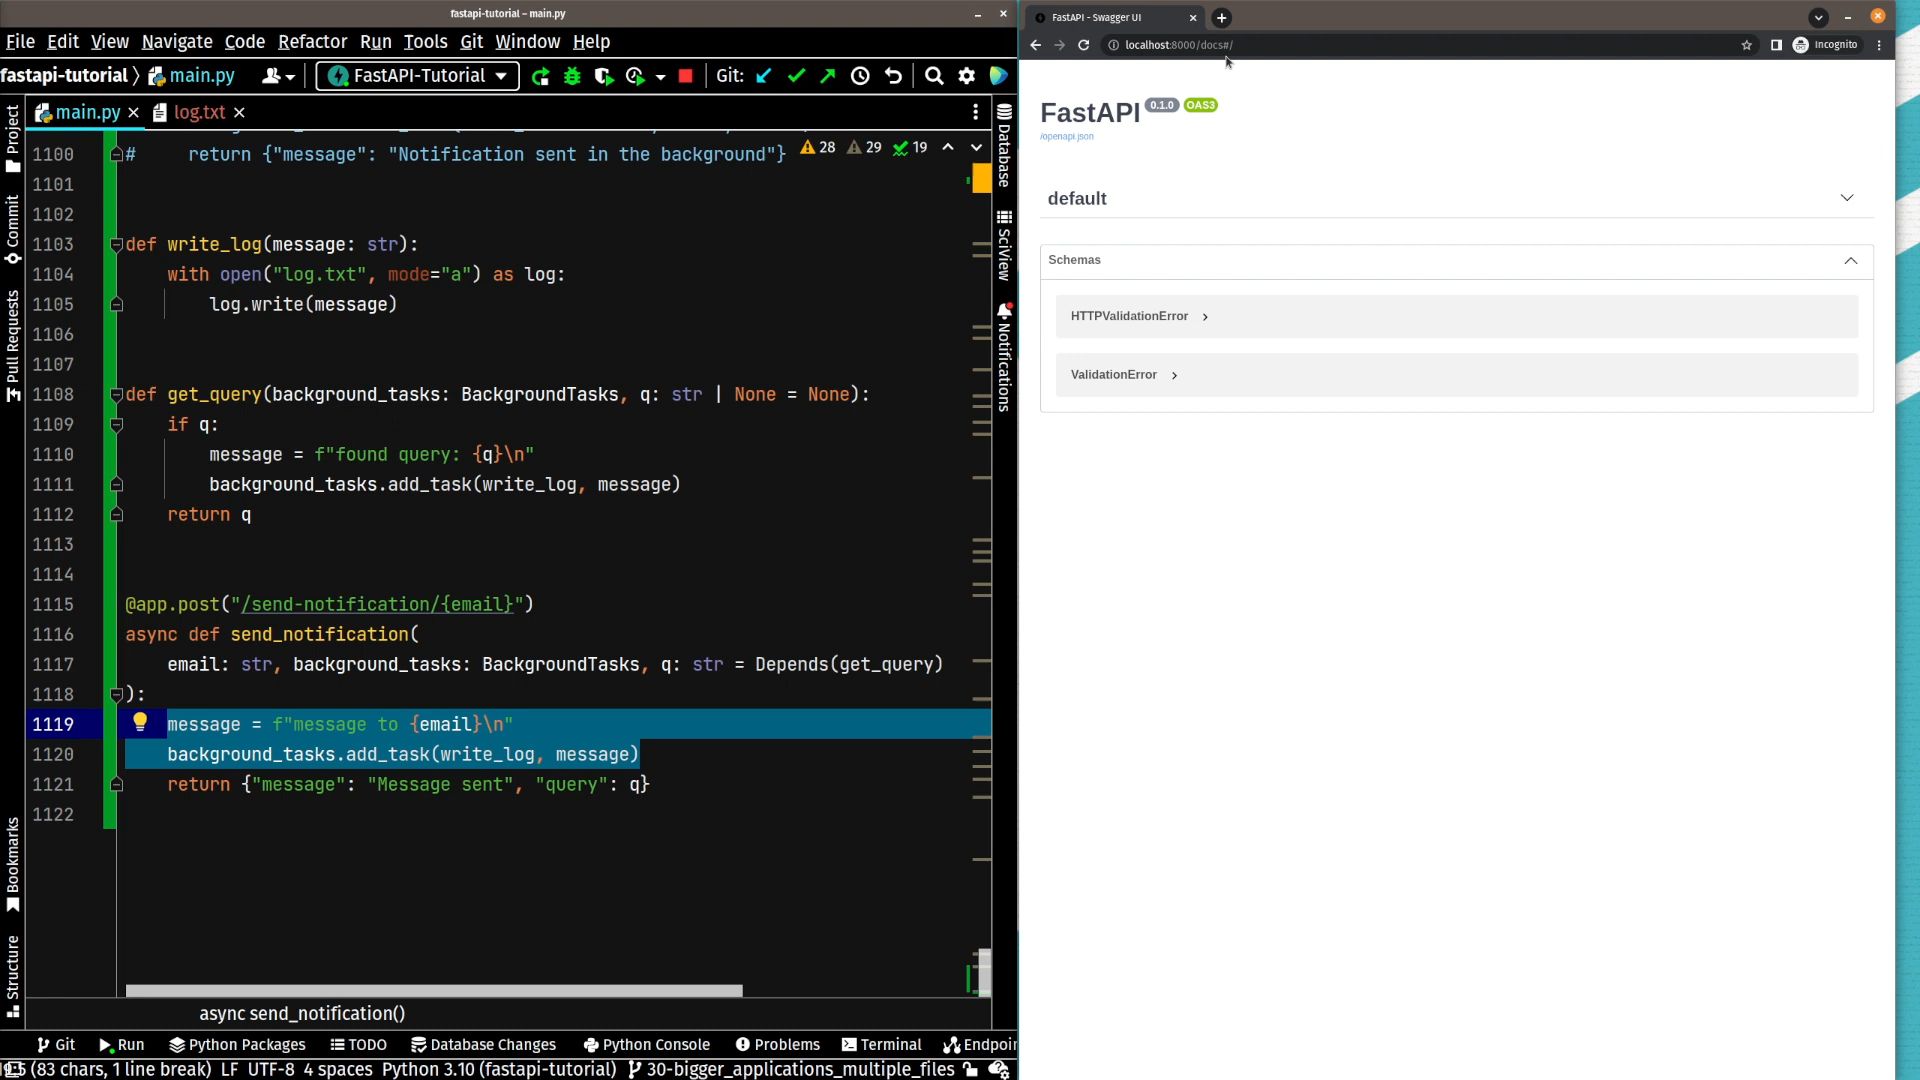 fastapi-tutorial – main.py
File Edit View Navigate Code Refactor Run Tools Git Window Help
fastapi-tutorial main.py FastAPI-Tutorial Git:
main.py log.txt
28 29 19
1100 #     return {"message": "Notification sent in the background"}
1101
1102
1103 def write_log(message: str):
1104     with open("log.txt", mode="a") as log:
1105         log.write(message)
1106
1107
1108 def get_query(background_tasks: BackgroundTasks, q: str | None = None):
1109     if q:
1110         message = f"found query: {q}\n"
1111         background_tasks.add_task(write_log, message)
1112     return q
1113
1114
1115 @app.post("/send-notification/{email}")
1116 async def send_notification(
1117     email: str, background_tasks: BackgroundTasks, q: str = Depends(get_query)
1118 ):
1119     message = f"message to {email}\n"
1120     background_tasks.add_task(write_log, message)
1121     return {"message": "Message sent", "query": q}
1122
async send_notification()
Project
Commit
Pull Requests
Bookmarks
Structure
Database
SciView
Notifications
Git Run Python Packages TODO Database Changes Python Console Problems Terminal Endpoin
(83 chars, 1 line break) LF UTF-8 4 spaces Python 3.10 (fastapi-tutorial) 30-bigger_applications_multiple_files
FastAPI - Swagger UI
localhost:8000/docs#/
Incognito
FastAPI 0.1.0 OAS3
/openapi.json
default
Schemas
HTTPValidationError
ValidationError